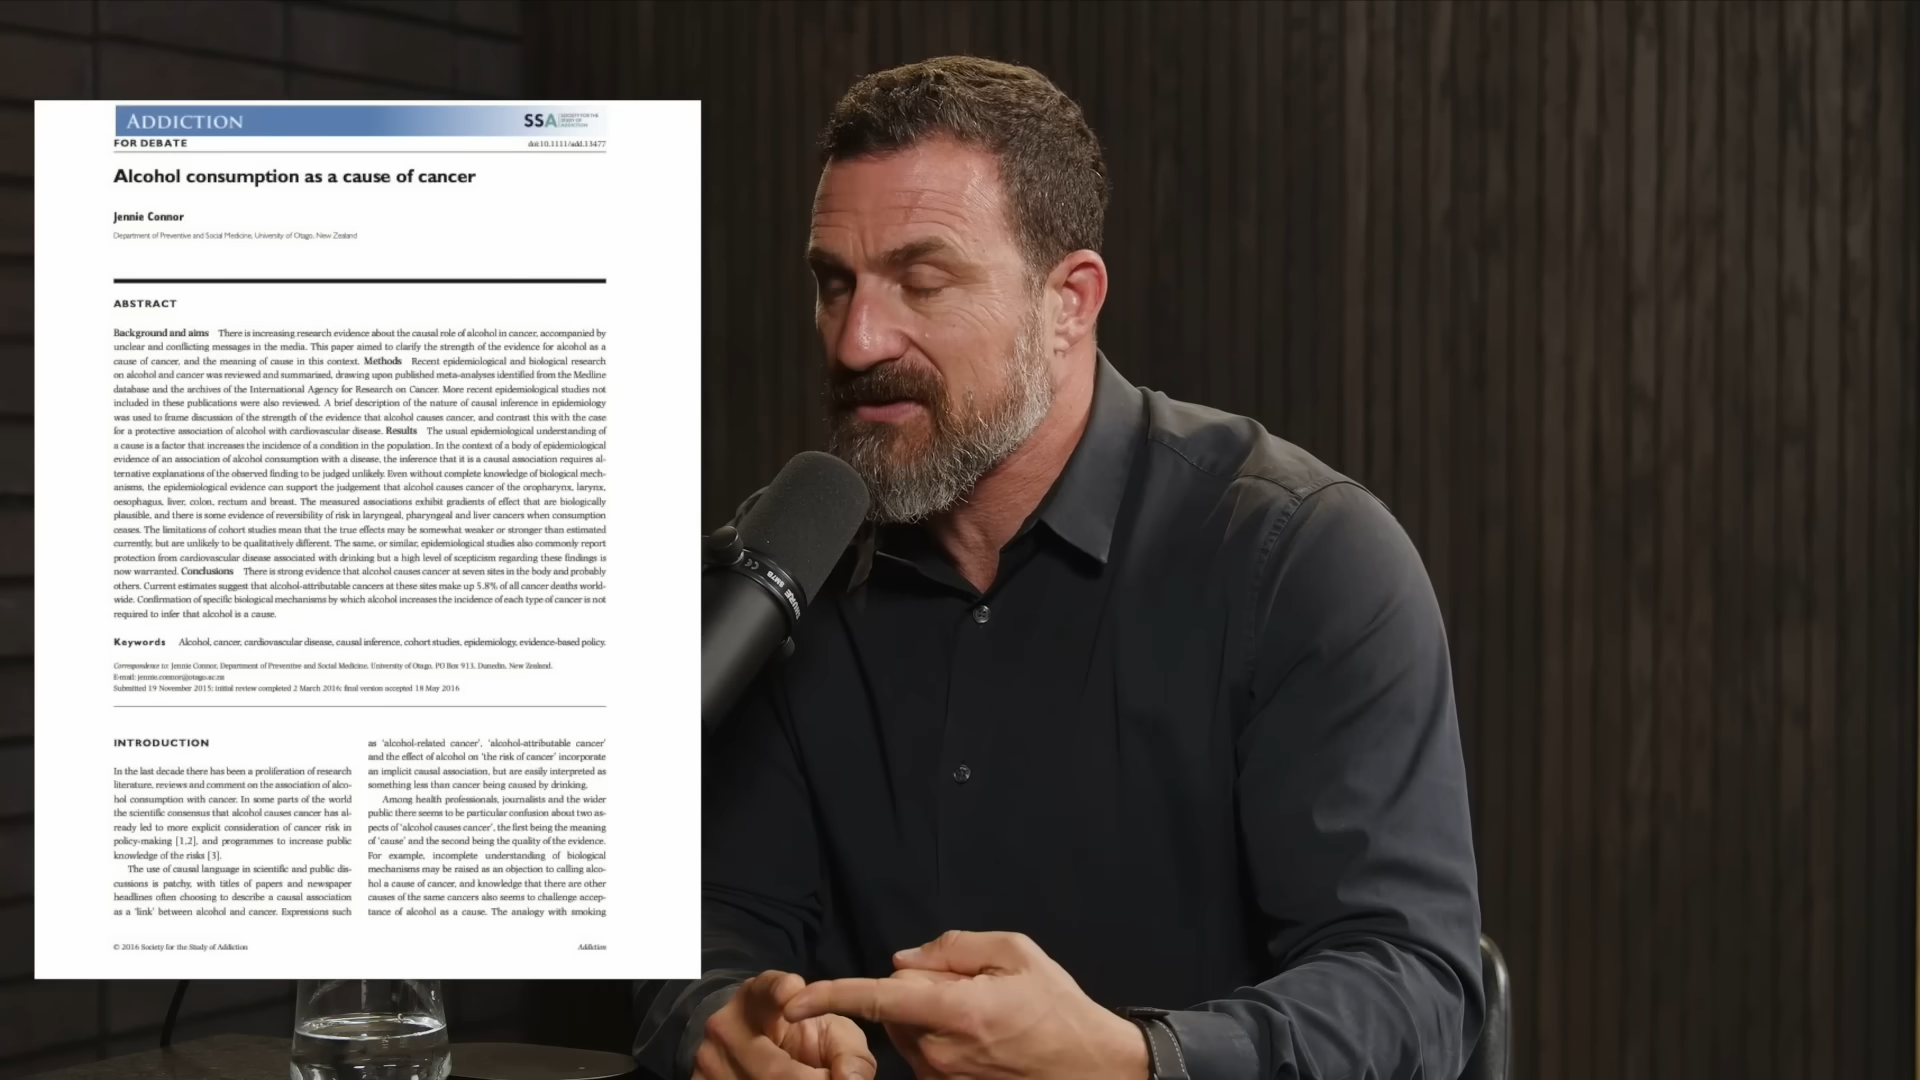 ADDICTION
SSA SOCIETY FOR THE STUDY OF ADDICTION
FOR DEBATE
doi:10.1111/add.13477
Alcohol consumption as a cause of cancer
Jennie Connor
Department of Preventive and Social Medicine, University of Otago, New Zealand
ABSTRACT
Background and aims There is increasing research evidence about the causal role of alcohol in cancer, accompanied by
unclear and conflicting messages in the media. This paper aimed to clarify the strength of the evidence for alcohol as a
cause of cancer, and the meaning of cause in this context. Methods Recent epidemiological and biological research
on alcohol and cancer was reviewed and summarized, drawing upon published meta-analyses identified from the Medline
database and the archives of the International Agency for Research on Cancer. More recent epidemiological studies not
included in these publications were also reviewed. A brief description of the nature of causal inference in epidemiology
was used to frame discussion of the strength of the evidence that alcohol causes cancer, and contrast this with the case
for a protective association of alcohol with cardiovascular disease. Results The usual epidemiological understanding of
a cause is a factor that increases the incidence of a condition in the population. In the context of a body of epidemiological
evidence of an association of alcohol consumption with a disease, the inference that it is a causal association requires al-
ternative explanations of the observed finding to be judged unlikely. Even without complete knowledge of biological mech-
anisms, the epidemiological evidence can support the judgement that alcohol causes cancer of the oropharynx, larynx,
oesophagus, liver, colon, rectum and breast. The measured associations exhibit gradients of effect that are biologically
plausible, and there is some evidence of reversibility of risk in laryngeal, pharyngeal and liver cancers when consumption
ceases. The limitations of cohort studies mean that the true effects may be somewhat weaker or stronger than estimated
currently, but are unlikely to be qualitatively different. The same, or similar, epidemiological studies also commonly report
protection from cardiovascular disease associated with drinking but a high level of scepticism regarding these findings is
now warranted. Conclusions There is strong evidence that alcohol causes cancer at seven sites in the body and probably
others. Current estimates suggest that alcohol-attributable cancers at these sites make up 5.8% of all cancer deaths world-
wide. Confirmation of specific biological mechanisms by which alcohol increases the incidence of each type of cancer is not
required to infer that alcohol is a cause.
Keywords Alcohol, cancer, cardiovascular disease, causal inference, cohort studies, epidemiology, evidence-based policy.
Correspondence to: Jennie Connor, Department of Preventive and Social Medicine, University of Otago, PO Box 913, Dunedin, New Zealand.
E-mail: jennie.connor@otago.ac.nz
Submitted 19 November 2015; initial review completed 2 March 2016; final version accepted 18 May 2016
INTRODUCTION
In the last decade there has been a proliferation of research
literature, reviews and comment on the association of alco-
hol consumption with cancer. In some parts of the world
the scientific consensus that alcohol causes cancer has al-
ready led to more explicit consideration of cancer risk in
policy-making [1,2], and programmes to increase public
knowledge of the risks [3].
The use of causal language in scientific and public dis-
cussions is patchy, with titles of papers and newspaper
headlines often choosing to describe a causal association
as a 'link' between alcohol and cancer. Expressions such
as 'alcohol-related cancer', 'alcohol-attributable cancer'
and the effect of alcohol on 'the risk of cancer' incorporate
an implicit causal association, but are easily interpreted as
something less than cancer being caused by drinking.
Among health professionals, journalists and the wider
public there seems to be particular confusion about two as-
pects of 'alcohol causes cancer', the first being the meaning
of 'cause' and the second being the quality of the evidence.
For example, incomplete understanding of biological
mechanisms may be raised as an objection to calling alco-
hol a cause of cancer, and knowledge that there are other
causes of the same cancers also seems to challenge accep-
tance of alcohol as a cause. The analogy with smoking
© 2016 Society for the Study of Addiction
Addiction
SHURE
SM7B